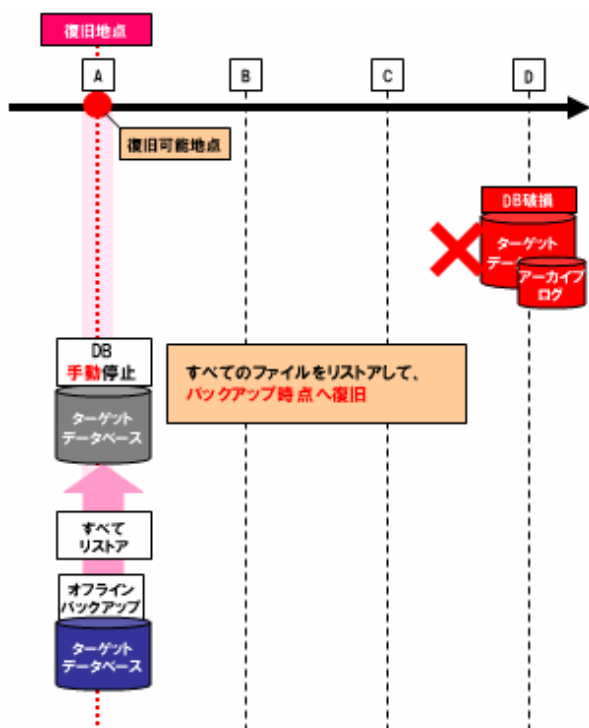 復旧地点
A
B
C
D
復旧可能地点
DB破損
ターゲット
データベース
アーカイブ
ログ
DB
手動停止
すべてのファイルをリストアして、
バックアップ時点へ復旧
ターゲット
データベース
すべて
リストア
オフライン
バックアップ
ターゲット
データベース